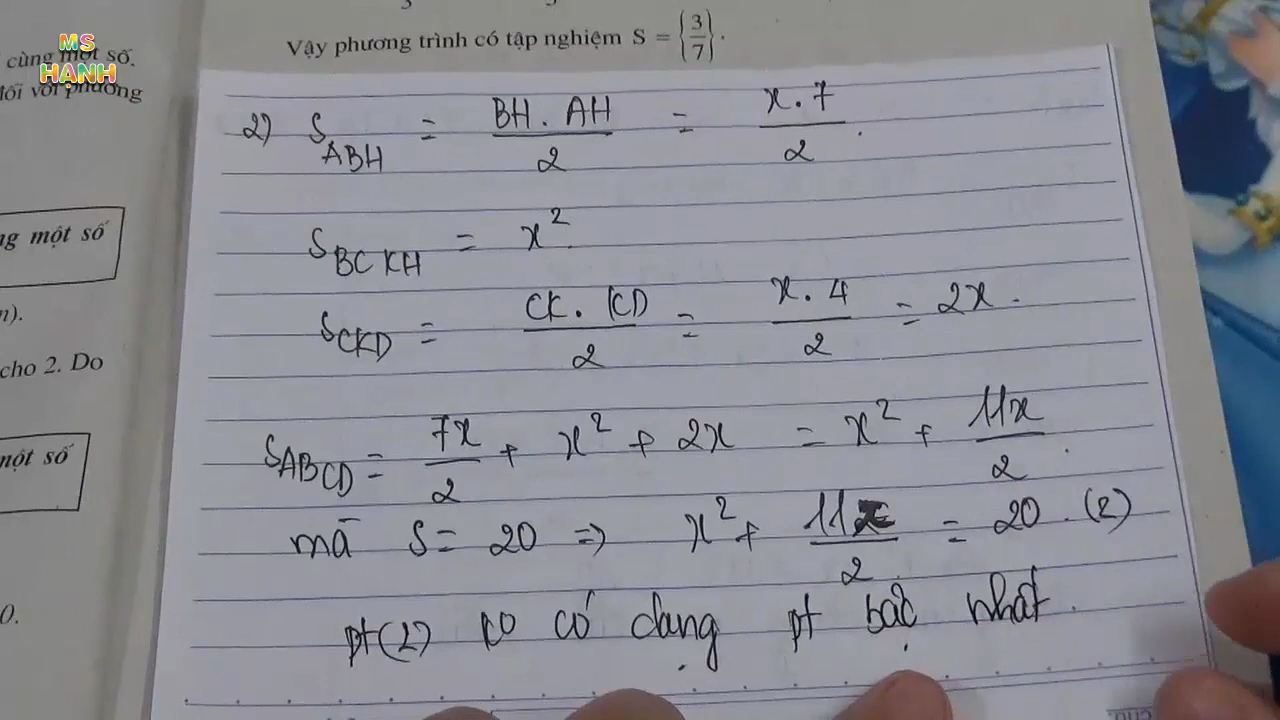 MS
HẠNH
cùng một số.
đối với phương
ng một số
n).
cho 2. Do
một số
0.
Vậy phương trình có tập nghiệm S = {3/7}.
2) S_ABH = BH . AH / 2 = x . 7 / 2 .
S_BCKH = x².
S_CKD = CK . KD / 2 = x . 4 / 2 = 2x .
S_ABCD = 7x / 2 + x² + 2x = x² + 11x / 2 .
mà S = 20 => x² + 11x / 2 = 20 . (2)
pt (2) ko có dạng pt bậc nhất .